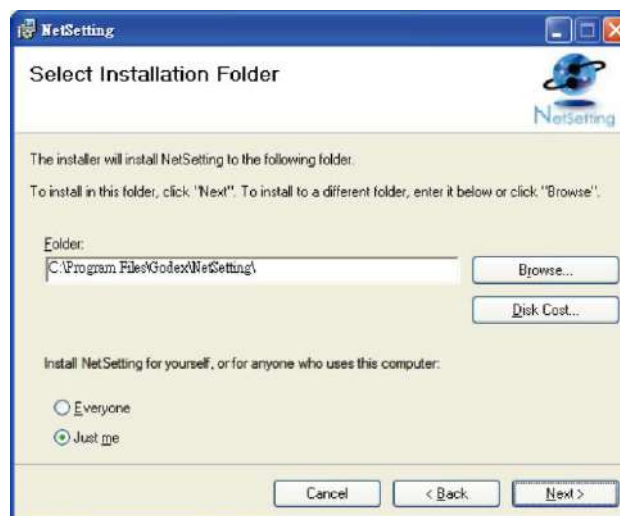 NetSetting
Select Installation Folder
NetSetting
The installer will install NetSetting to the following folder.
To install in this folder, click "Next". To install to a different folder, enter it below or click "Browse".
Folder:
C:\Program Files\Godex\NetSetting\
Browse...
Disk Cost...
Install NetSetting for yourself, or for anyone who uses this computer:
Everyone
Just me
Cancel
< Back
Next >